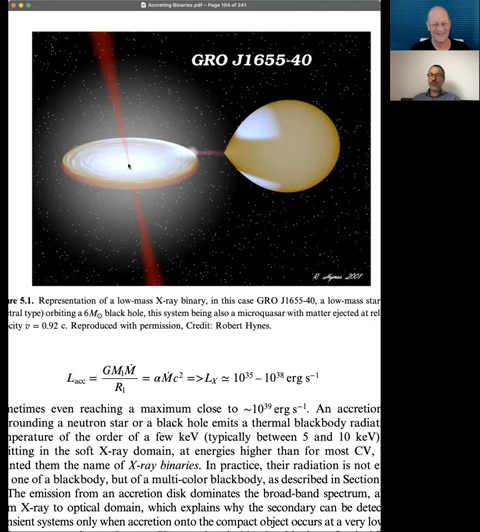 Accreting Binaries.pdf – Page 104 of 241
GRO J1655-40
R. Hynes 2001
ure 5.1. Representation of a low-mass X-ray binary, in this case GRO J1655-40, a low-mass star
tral type) orbiting a 6M⊙ black hole, this system being also a microquasar with matter ejected at rel
city v = 0.92 c. Reproduced with permission, Credit: Robert Hynes.
L_acc = GM₁Ṁ / R₁ = αṀc² => L_X ≃ 10³⁵ – 10³⁸ erg s⁻¹
metimes even reaching a maximum close to ~10³⁹ erg s⁻¹. An accretion
rounding a neutron star or a black hole emits a thermal blackbody radiat
nperature of the order of a few keV (typically between 5 and 10 keV)
itting in the soft X-ray domain, at energies higher than for most CV,
nted them the name of X-ray binaries. In practice, their radiation is not e
one of a blackbody, but of a multi-color blackbody, as described in Section
The emission from an accretion disk dominates the broad-band spectrum, a
m X-ray to optical domain, which explains why the secondary can be detec
nsient systems only when accretion onto the compact object occurs at a very lov